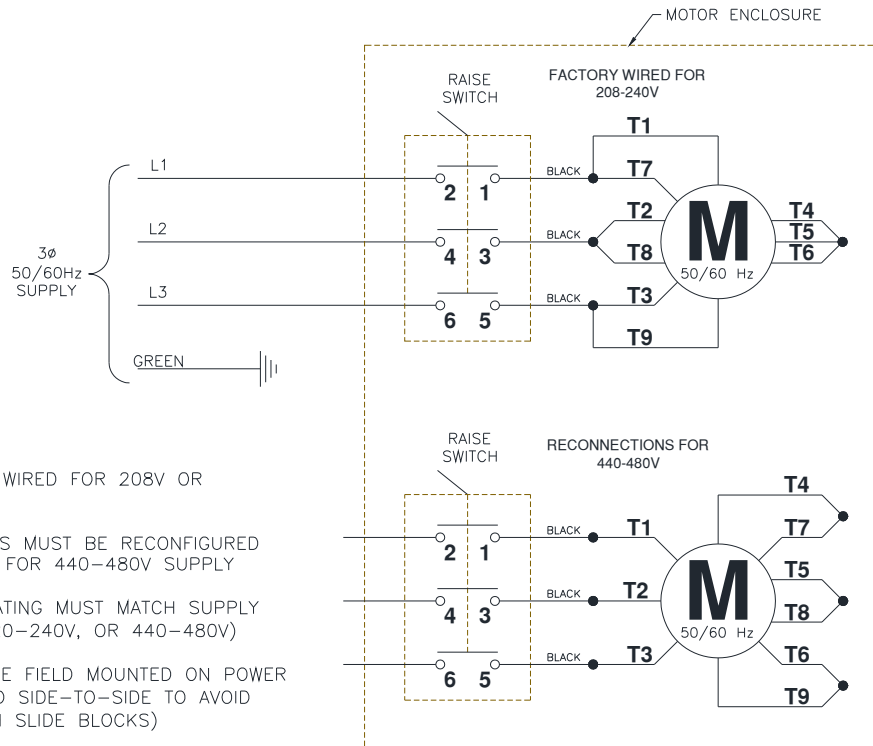 MOTOR ENCLOSURE
RAISE
SWITCH
FACTORY WIRED FOR
208-240V
T1
L1
BLACK
T7
2 1
L2
BLACK
T2
T8
4 3
L3
BLACK
T3
T9
6 5
M
50/60 Hz
T4
T5
T6
3ø
50/60Hz
SUPPLY
GREEN
RAISE
SWITCH
RECONNECTIONS FOR
440-480V
2 1
BLACK
T1
4 3
BLACK
T2
6 5
BLACK
T3
M
50/60 Hz
T4
T7
T5
T8
T6
T9
WIRED FOR 208V OR
S MUST BE RECONFIGURED
FOR 440-480V SUPPLY
ATING MUST MATCH SUPPLY
0-240V, OR 440-480V)
E FIELD MOUNTED ON POWER
SIDE-TO-SIDE TO AVOID
SLIDE BLOCKS)